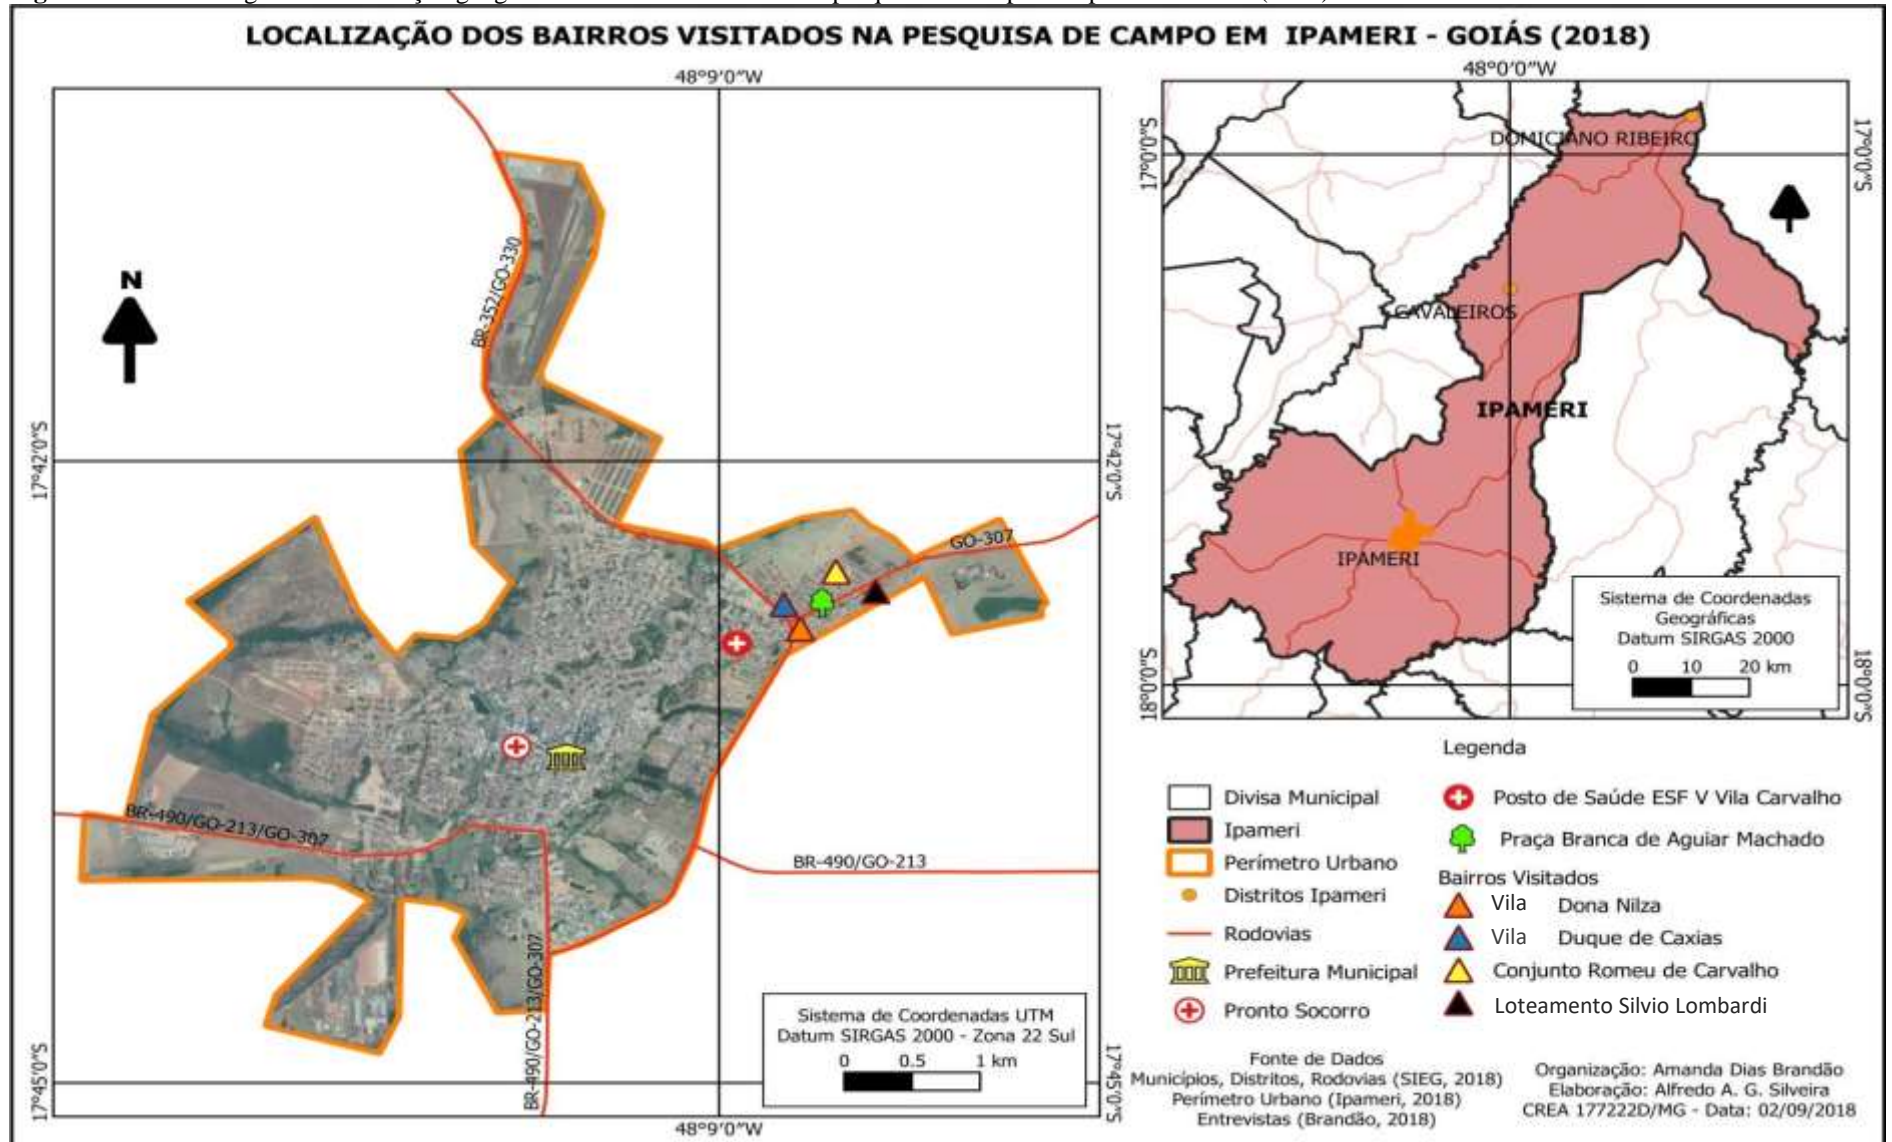 LOCALIZAÇÃO DOS BAIRROS VISITADOS NA PESQUISA DE CAMPO EM IPAMERI - GOIÁS (2018)
48°9'0"W
48°0'0"W
17°0'0"S
17°0'0"S
DOMICIANO RIBEIRO
N
BR-352/GO-330
CAVALEIROS
IPAMERI
17°42'0"S
17°42'0"S
GO-307
IPAMERI
18°0'0"S
18°0'0"S
Sistema de Coordenadas
Geográficas
Datum SIRGAS 2000
0 10 20 km
BR-490/GO-213/GO-307
BR-490/GO-213
BR-490/GO-213/GO-307
Sistema de Coordenadas UTM
Datum SIRGAS 2000 - Zona 22 Sul
0 0.5 1 km
17°45'0"S
17°45'0"S
48°9'0"W
Legenda
Divisa Municipal
Ipameri
Perímetro Urbano
Distritos Ipameri
Rodovias
Prefeitura Municipal
Pronto Socorro
Posto de Saúde ESF V Vila Carvalho
Praça Branca de Aguiar Machado
Bairros Visitados
Vila Dona Nilza
Vila Duque de Caxias
Conjunto Romeu de Carvalho
Loteamento Silvio Lombardi
Fonte de Dados
Municípios, Distritos, Rodovias (SIEG, 2018)
Perímetro Urbano (Ipameri, 2018)
Entrevistas (Brandão, 2018)
Organização: Amanda Dias Brandão
Elaboração: Alfredo A. G. Silveira
CREA 177222D/MG - Data: 02/09/2018